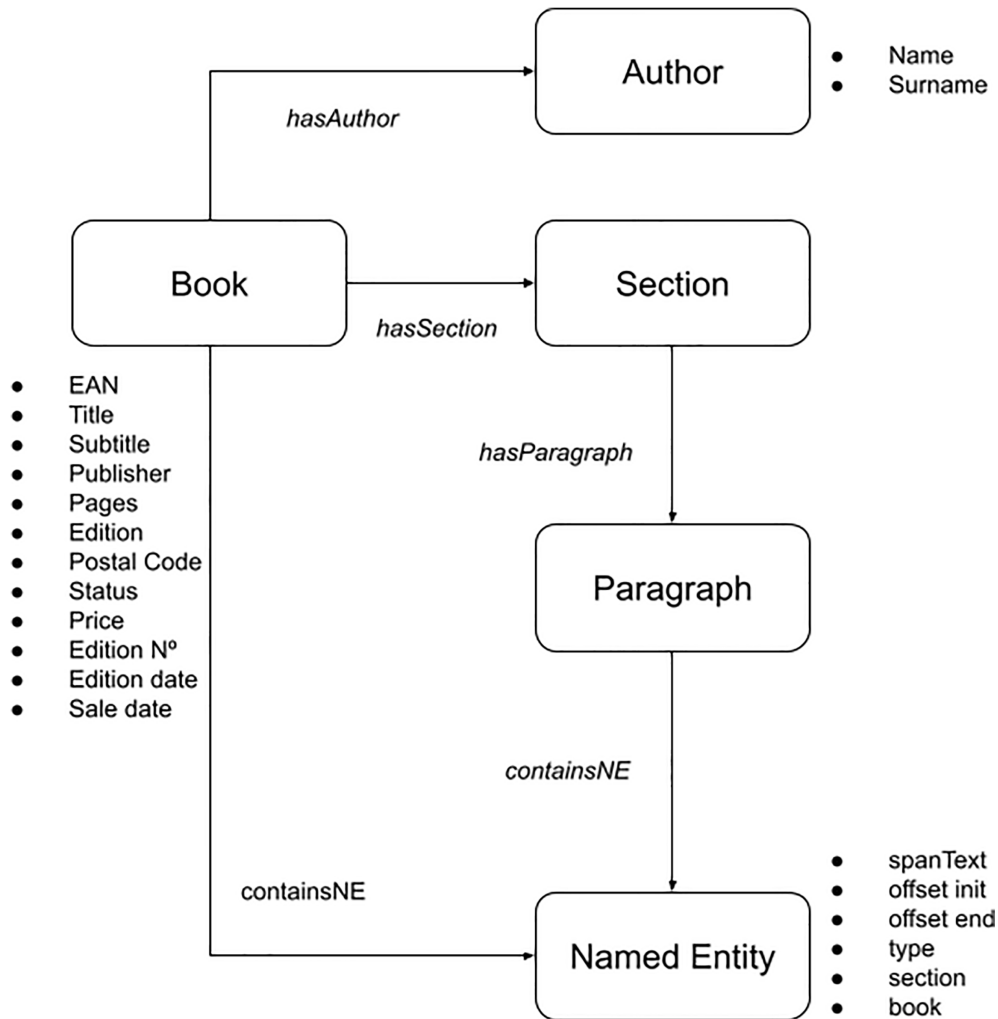 Author
Name
Surname
hasAuthor
Book
Section
hasSection
EAN
Title
Subtitle
Publisher
Pages
Edition
Postal Code
Status
Price
Edition Nº
Edition date
Sale date
hasParagraph
Paragraph
containsNE
containsNE
Named Entity
spanText
offset init
offset end
type
section
book